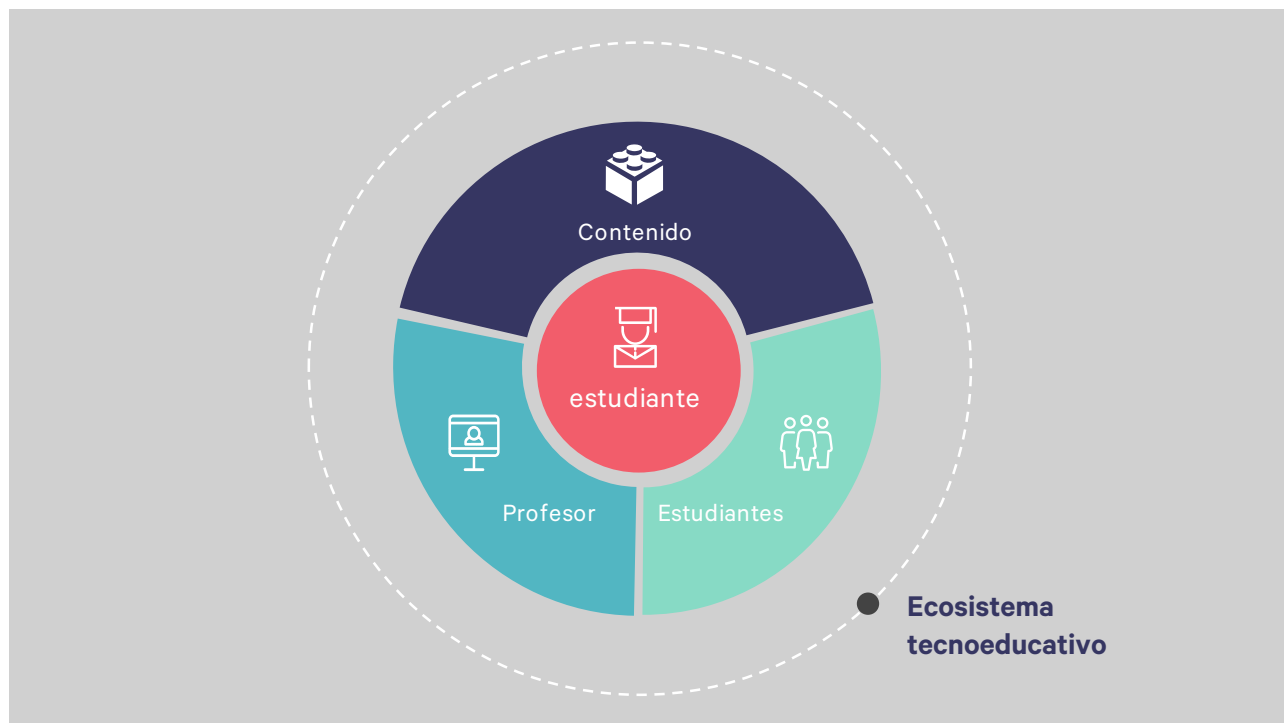 Contenido
estudiante
Profesor
Estudiantes
Ecosistema
tecnoeducativo